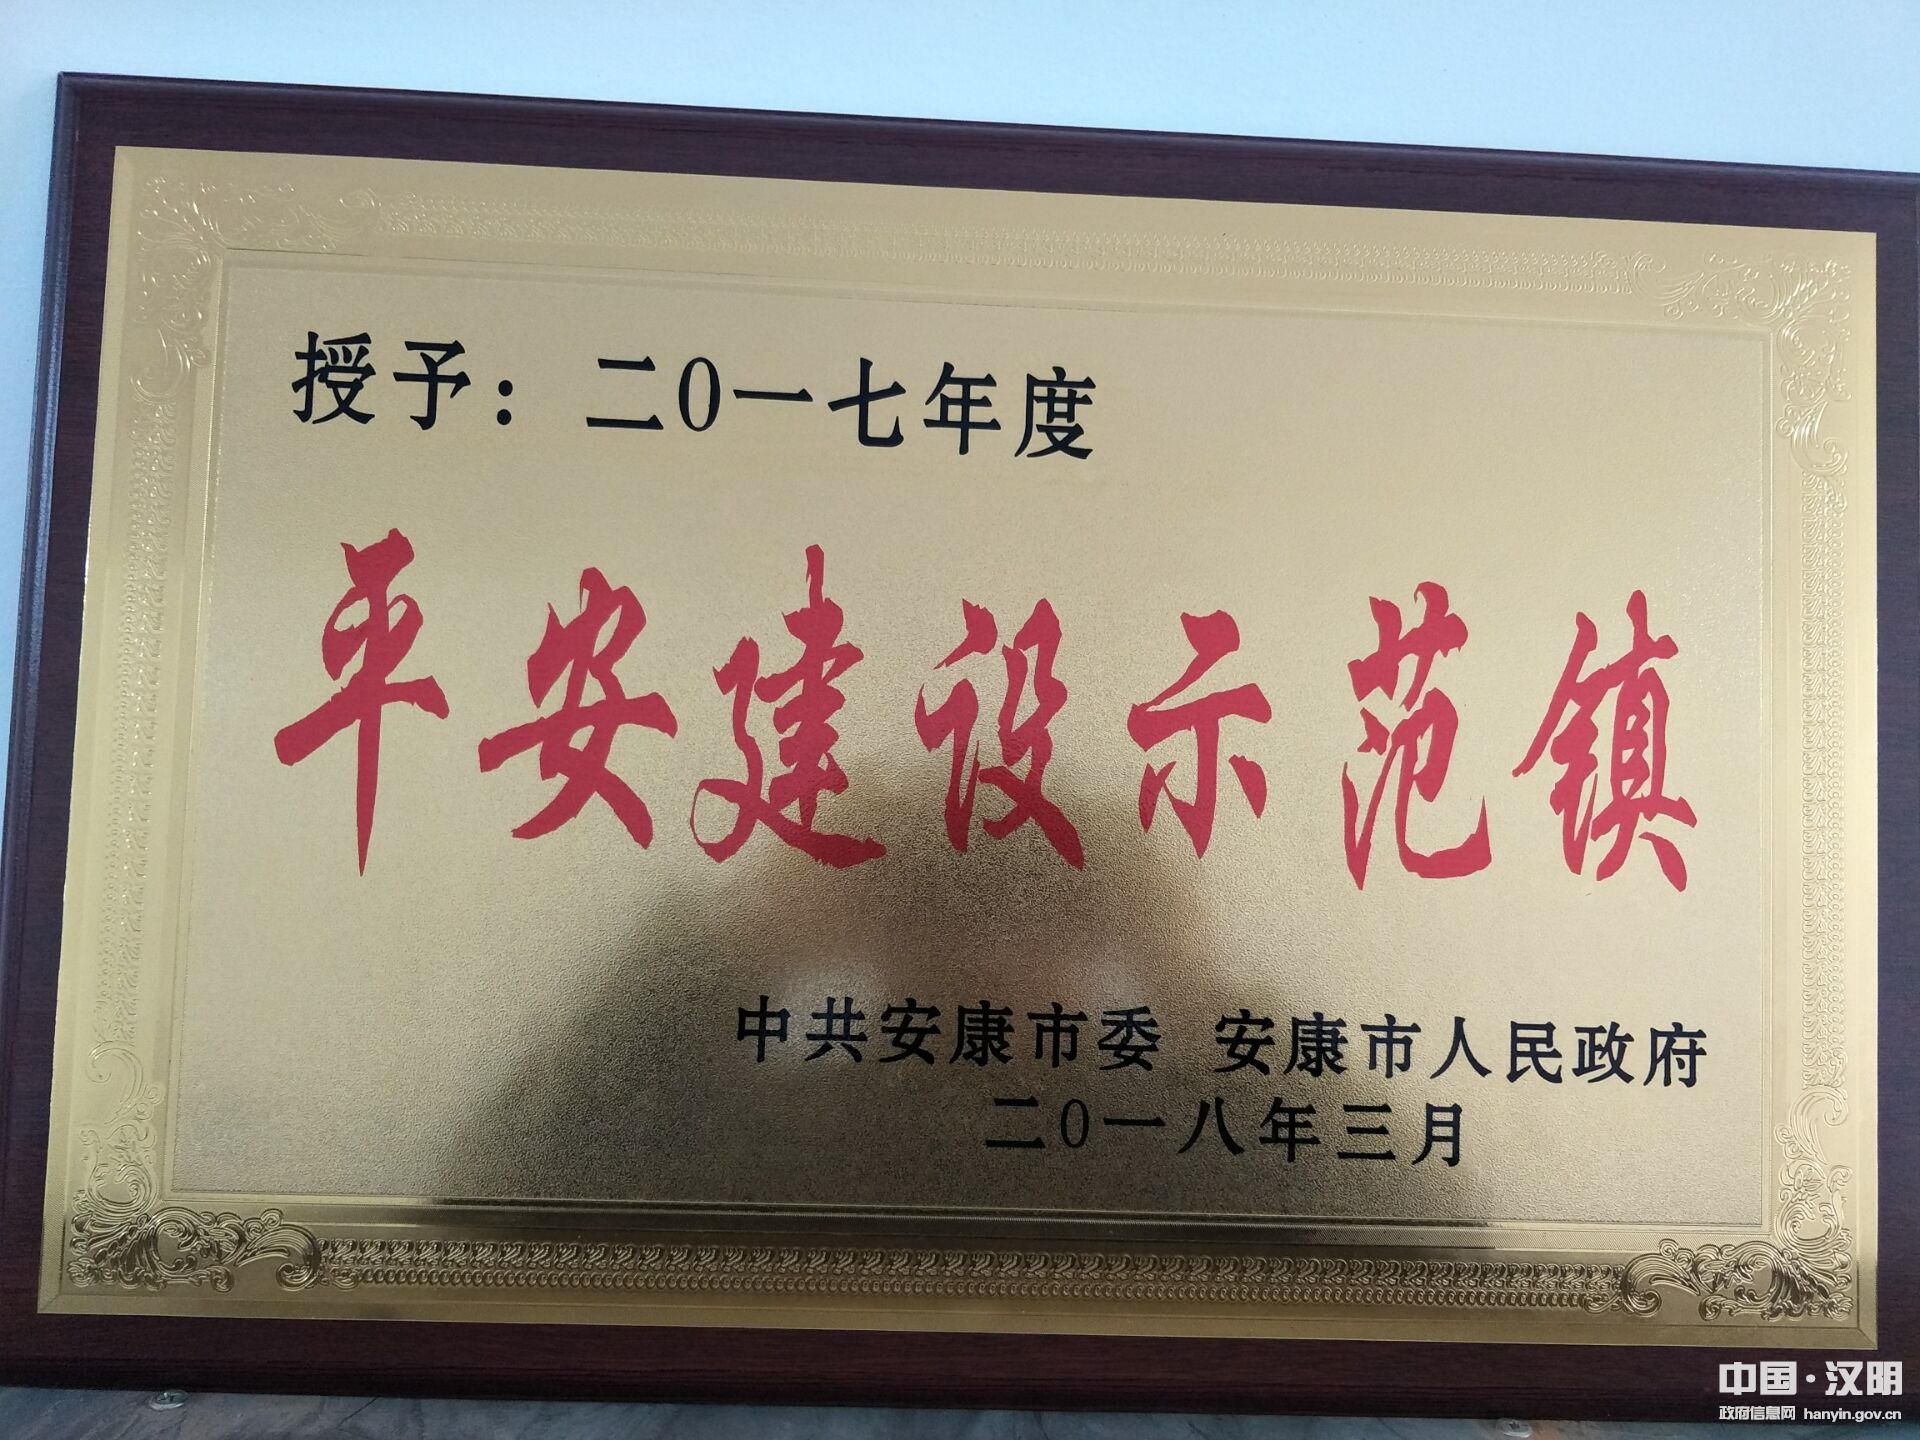 授予：二0一七年度
平安建设示范镇
中共安康市委 安康市人民政府
二0一八年三月
中国·汉阴
政府信息网 hanyin.gov.cn